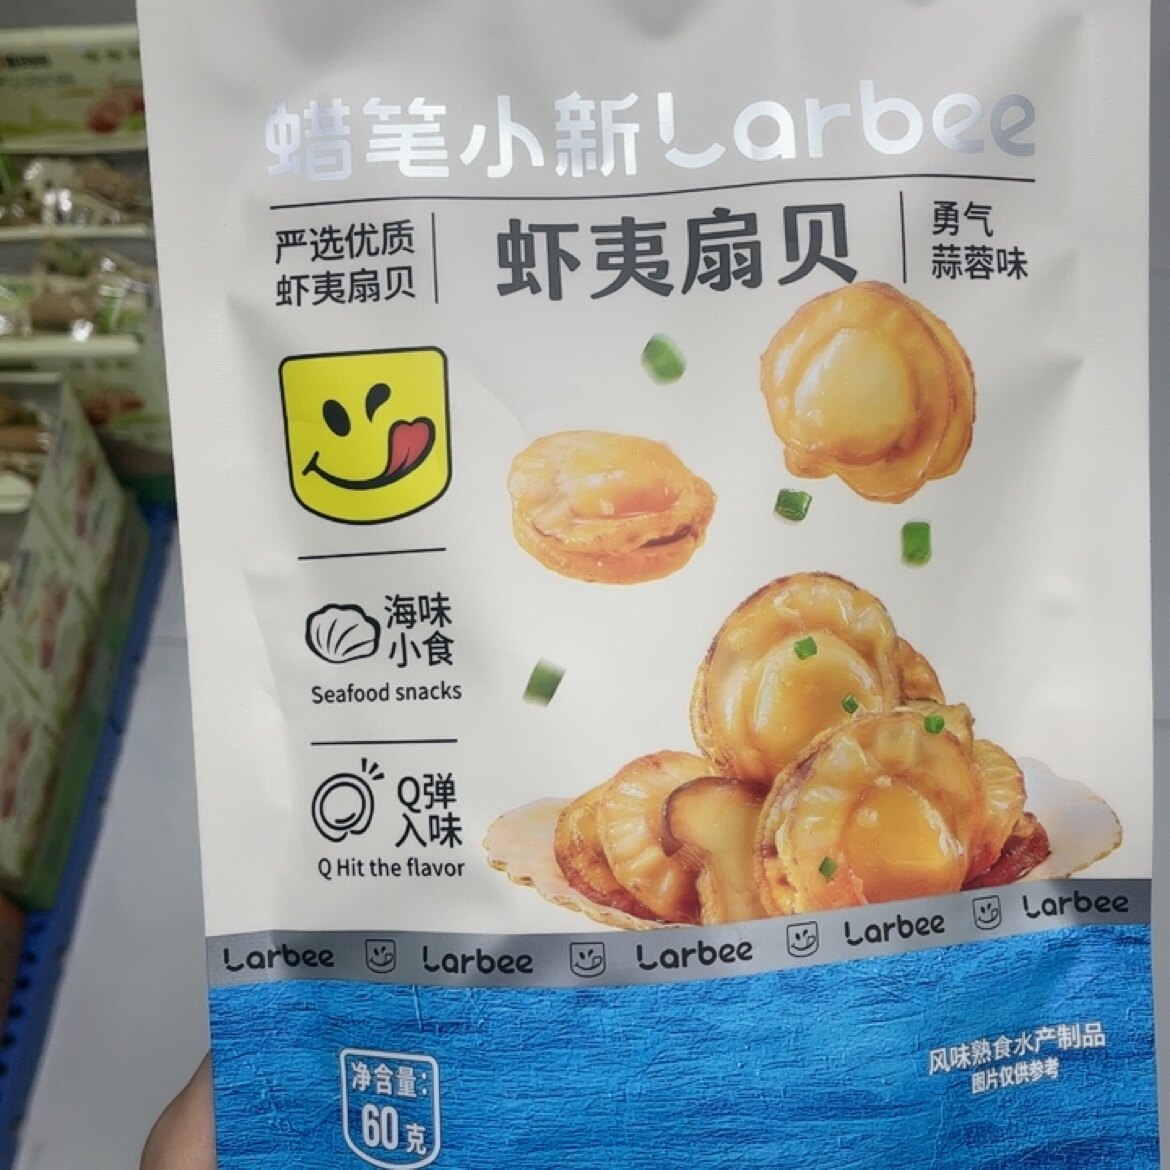 蜡笔小新Larbee
严选优质
虾夷扇贝
虾夷扇贝
勇气
蒜蓉味
海味
小食
Seafood snacks
Q弹
入味
Q Hit the flavor
Larbee Larbee Larbee Larbee Larbee
净含量:
60克
风味熟食水产制品
图片仅供参考